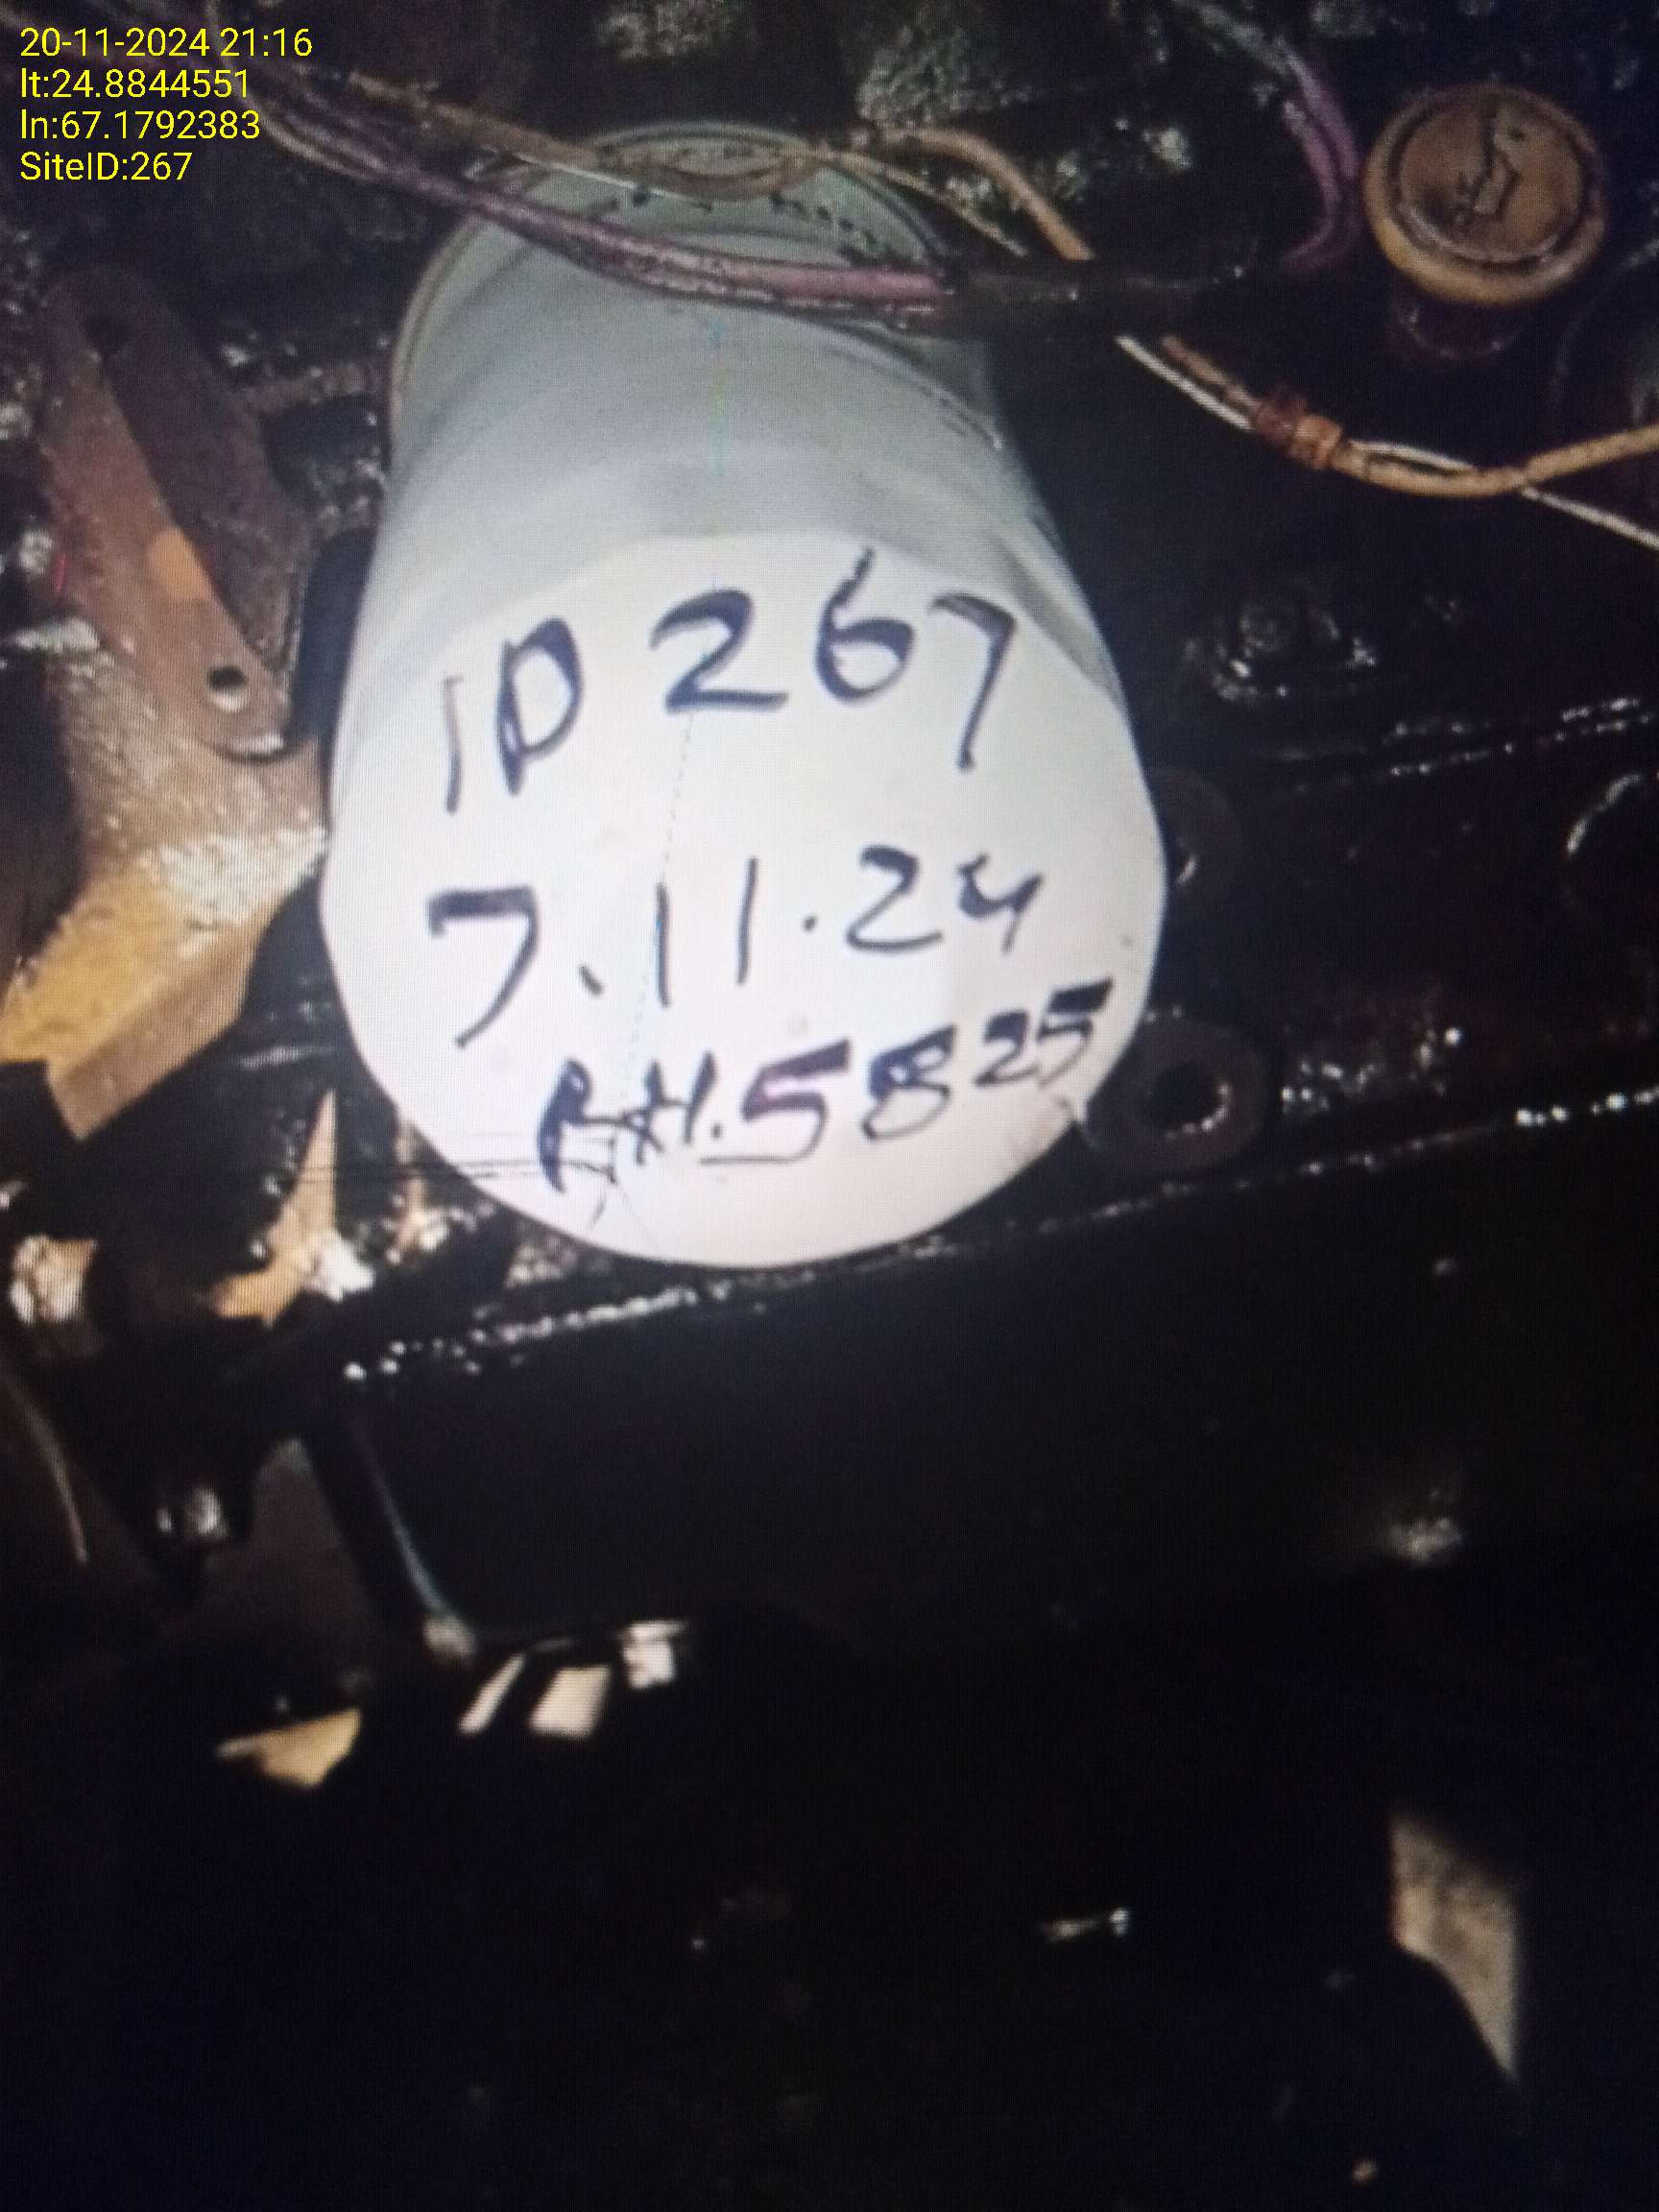 20-11-2024 21:16
lt:24.8844551
ln:67.1792383
SiteID:267
ID 267
7.11.24
R.H.5825